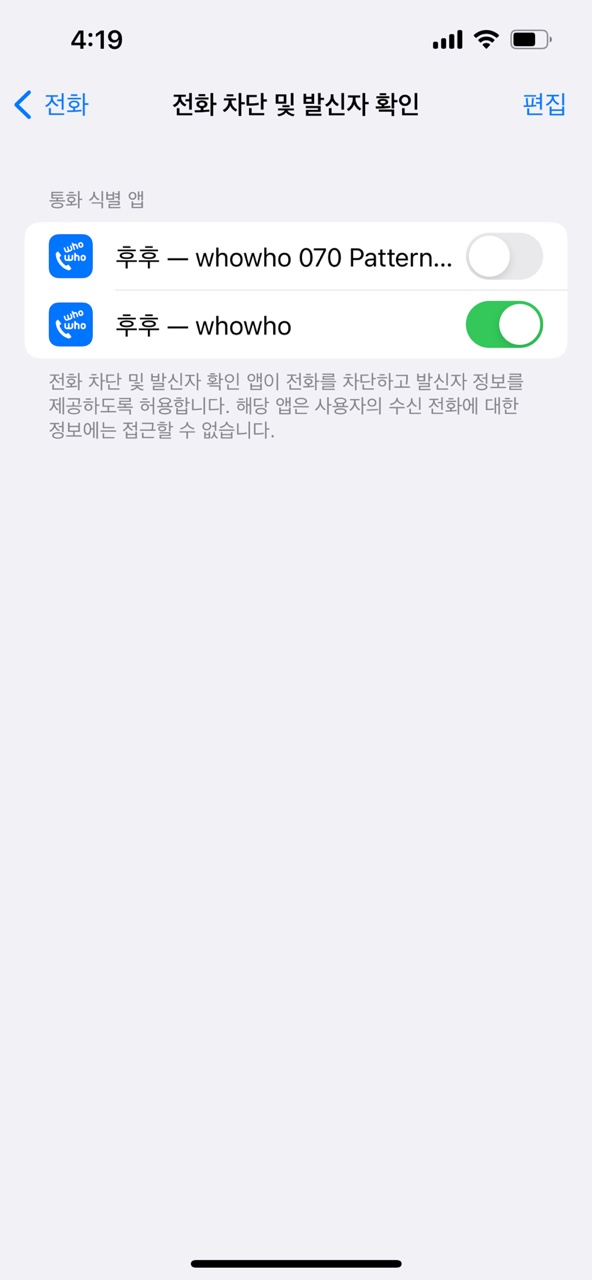 4:19
전화
전화 차단 및 발신자 확인
편집
통화 식별 앱
who
who
후후 — whowho 070 Pattern...
who
who
후후 — whowho
전화 차단 및 발신자 확인 앱이 전화를 차단하고 발신자 정보를
제공하도록 허용합니다. 해당 앱은 사용자의 수신 전화에 대한
정보에는 접근할 수 없습니다.